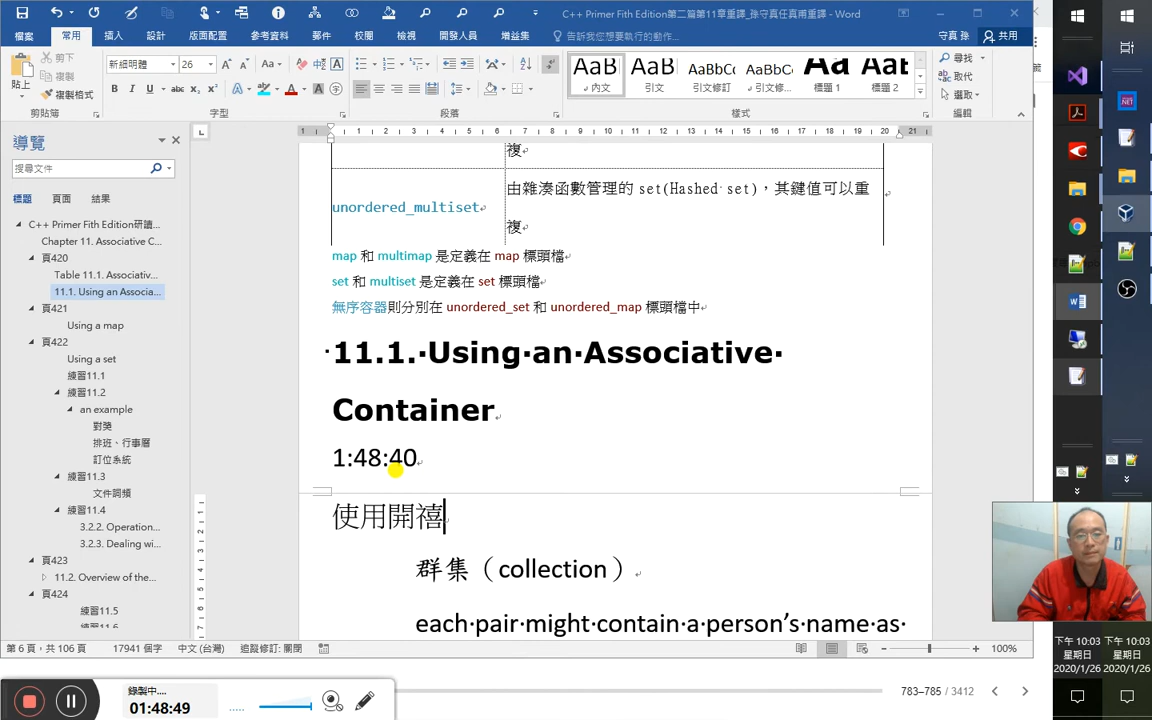 C++ Primer Fith Edition第二篇第11章重譯_孫守真任真甫重譯 - Word
檔案 常用 插入 設計 版面配置 參考資料 郵件 校閱 檢視 開發人員 增益集 告訴我您想要執行的動作... 守真 孫 共用
剪下
複製
複製格式
貼上
新細明體 26
AaB AaB AaBbCc AaBbC AaB AaB
內文 引文 引文修訂 引文修... 標題 1 標題 2
尋找
取代
選取
剪貼簿 字型 段落 樣式 編輯
導覽
搜尋文件
標題 頁面 結果
C++ Primer Fith Edition研讀...
Chapter 11. Associative C...
頁420
Table 11.1. Associativ...
11.1. Using an Associa...
頁421
Using a map
頁422
Using a set
練習11.1
練習11.2
an example
對獎
排班、行事曆
訂位系統
練習11.3
文件詞頻
練習11.4
3.2.2. Operation...
3.2.3. Dealing wi...
頁423
11.2. Overview of the...
頁424
練習11.5
練習11.6
複
unordered_multiset 由雜湊函數管理的 set(Hashed set)，其鍵值可以重
複
map 和 multimap 是定義在 map 標頭檔
set 和 multiset 是定義在 set 標頭檔
無序容器則分別在 unordered_set 和 unordered_map 標頭檔中
11.1. Using an Associative
Container
1:48:40
使用開禧
群集（collection）
each pair might contain a person's name as
第 6 頁，共 106 頁 17941 個字 中文 (台灣) 追蹤修訂: 關閉 100%
錄製中....
01:48:49
783–785 / 3412
下午 10:03 下午 10:03
星期日 星期日
2020/1/26 2020/1/26